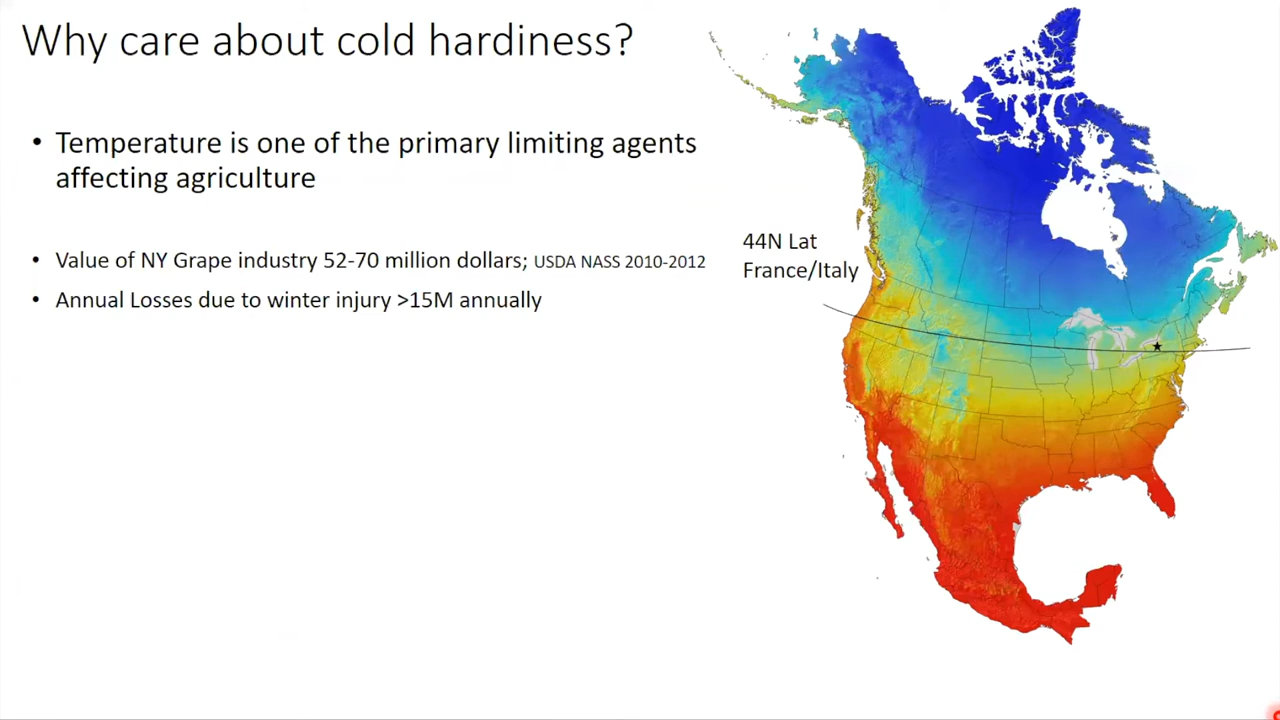 Why care about cold hardiness?
• Temperature is one of the primary limiting agents
affecting agriculture
• Value of NY Grape industry 52-70 million dollars; USDA NASS 2010-2012
• Annual Losses due to winter injury >15M annually
44N Lat
France/Italy